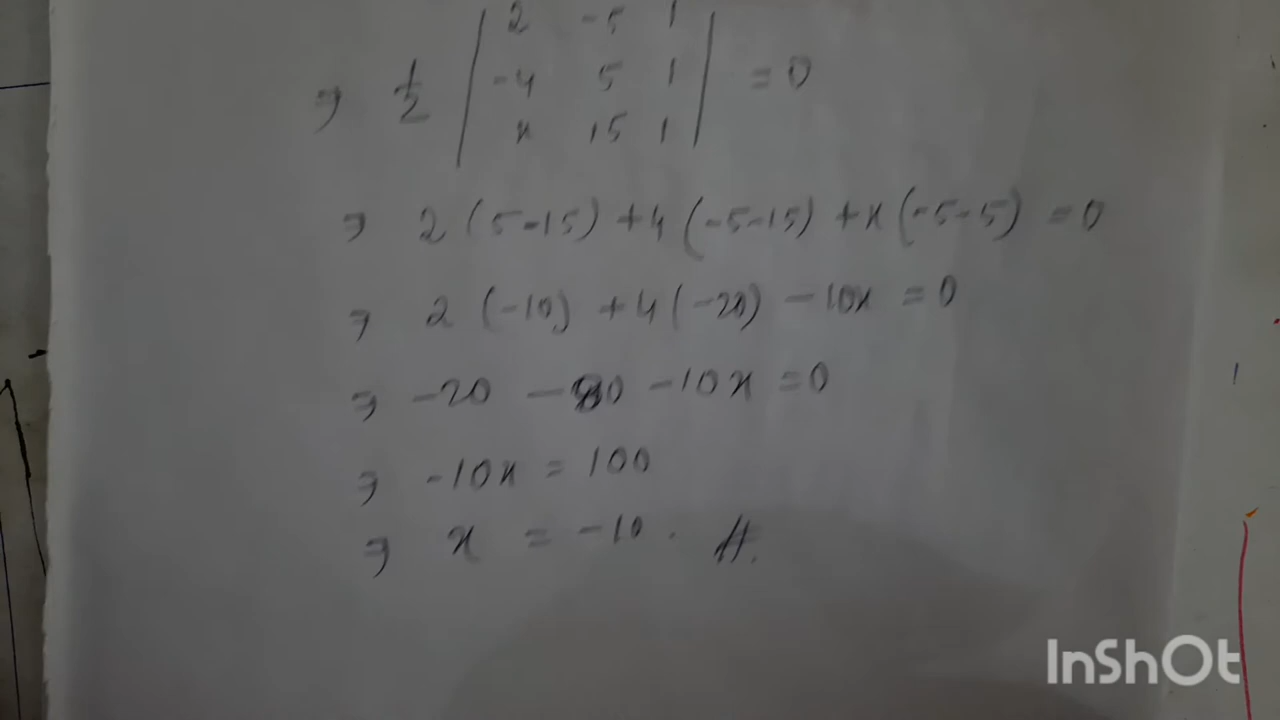 ⇒ 1/2 | 2 -5 1 |
| -4 5 1 | = 0
| x 15 1 |
⇒ 2 (5-15) + 4 (-5-15) + x (-5-5) = 0
⇒ 2 (-10) + 4 (-20) - 10x = 0
⇒ -20 - 80 - 10x = 0
⇒ -10x = 100
⇒ x = -10.
InShOt